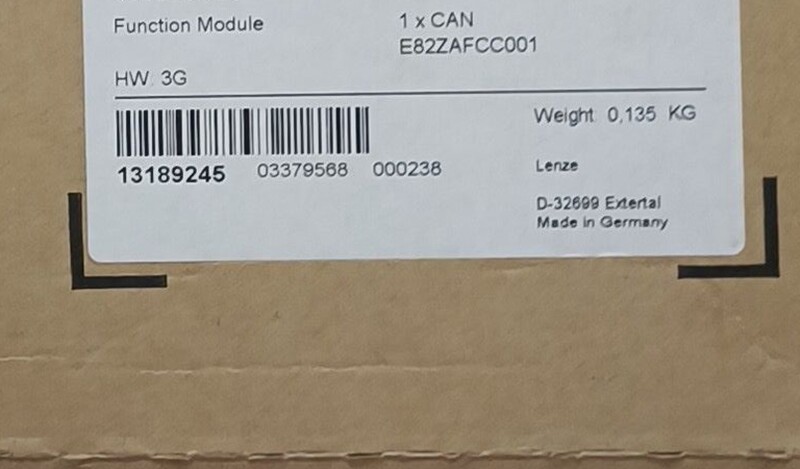 Function Module 1 x CAN
E82ZAFCC001
HW 3G
Weight 0,135 KG
13189245 03379568 000238
Lenze
D-32699 Extertal
Made in Germany